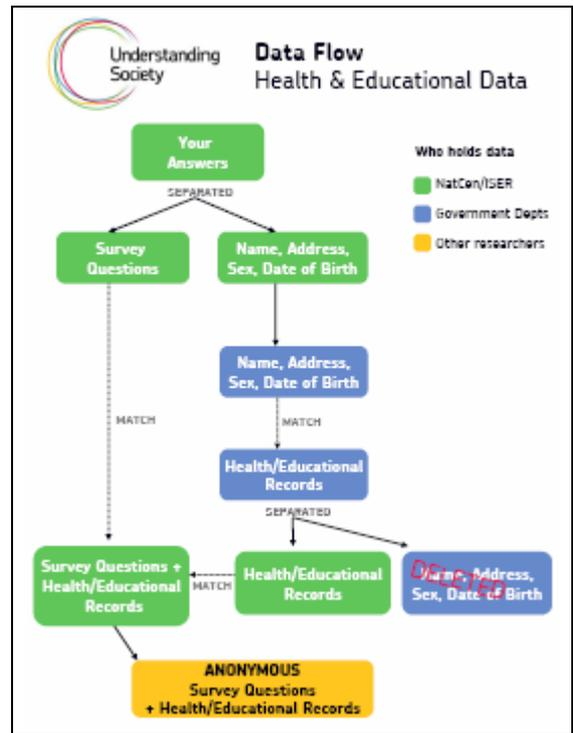 Understanding
Society
Data Flow
Health & Educational Data
Your
Answers
Who holds data
NatCen/ISER
Government Depts
Other researchers
SEPARATED
Survey
Questions
Name, Address,
Sex, Date of Birth
Name, Address,
Sex, Date of Birth
MATCH
MATCH
Health/Educational
Records
SEPARATED
Survey Questions +
Health/Educational
Records
MATCH
Health/Educational
Records
Name, Address,
Sex, Date of Birth
DELETED
ANONYMOUS
Survey Questions
+ Health/Educational Records